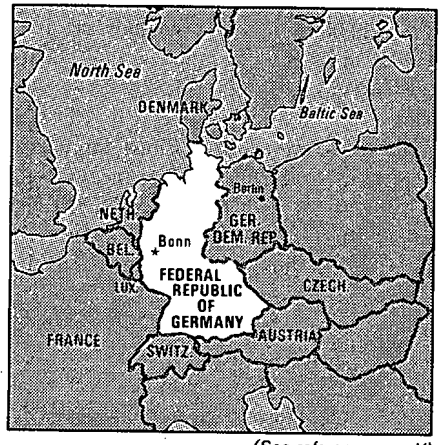 North Sea
DENMARK
Baltic Sea
Berlin
NETH.
GER.
DEM. REP.
BEL.
Bonn
LUX.
FEDERAL
REPUBLIC
OF
GERMANY
CZECH.
FRANCE
SWITZ.
AUSTRIA